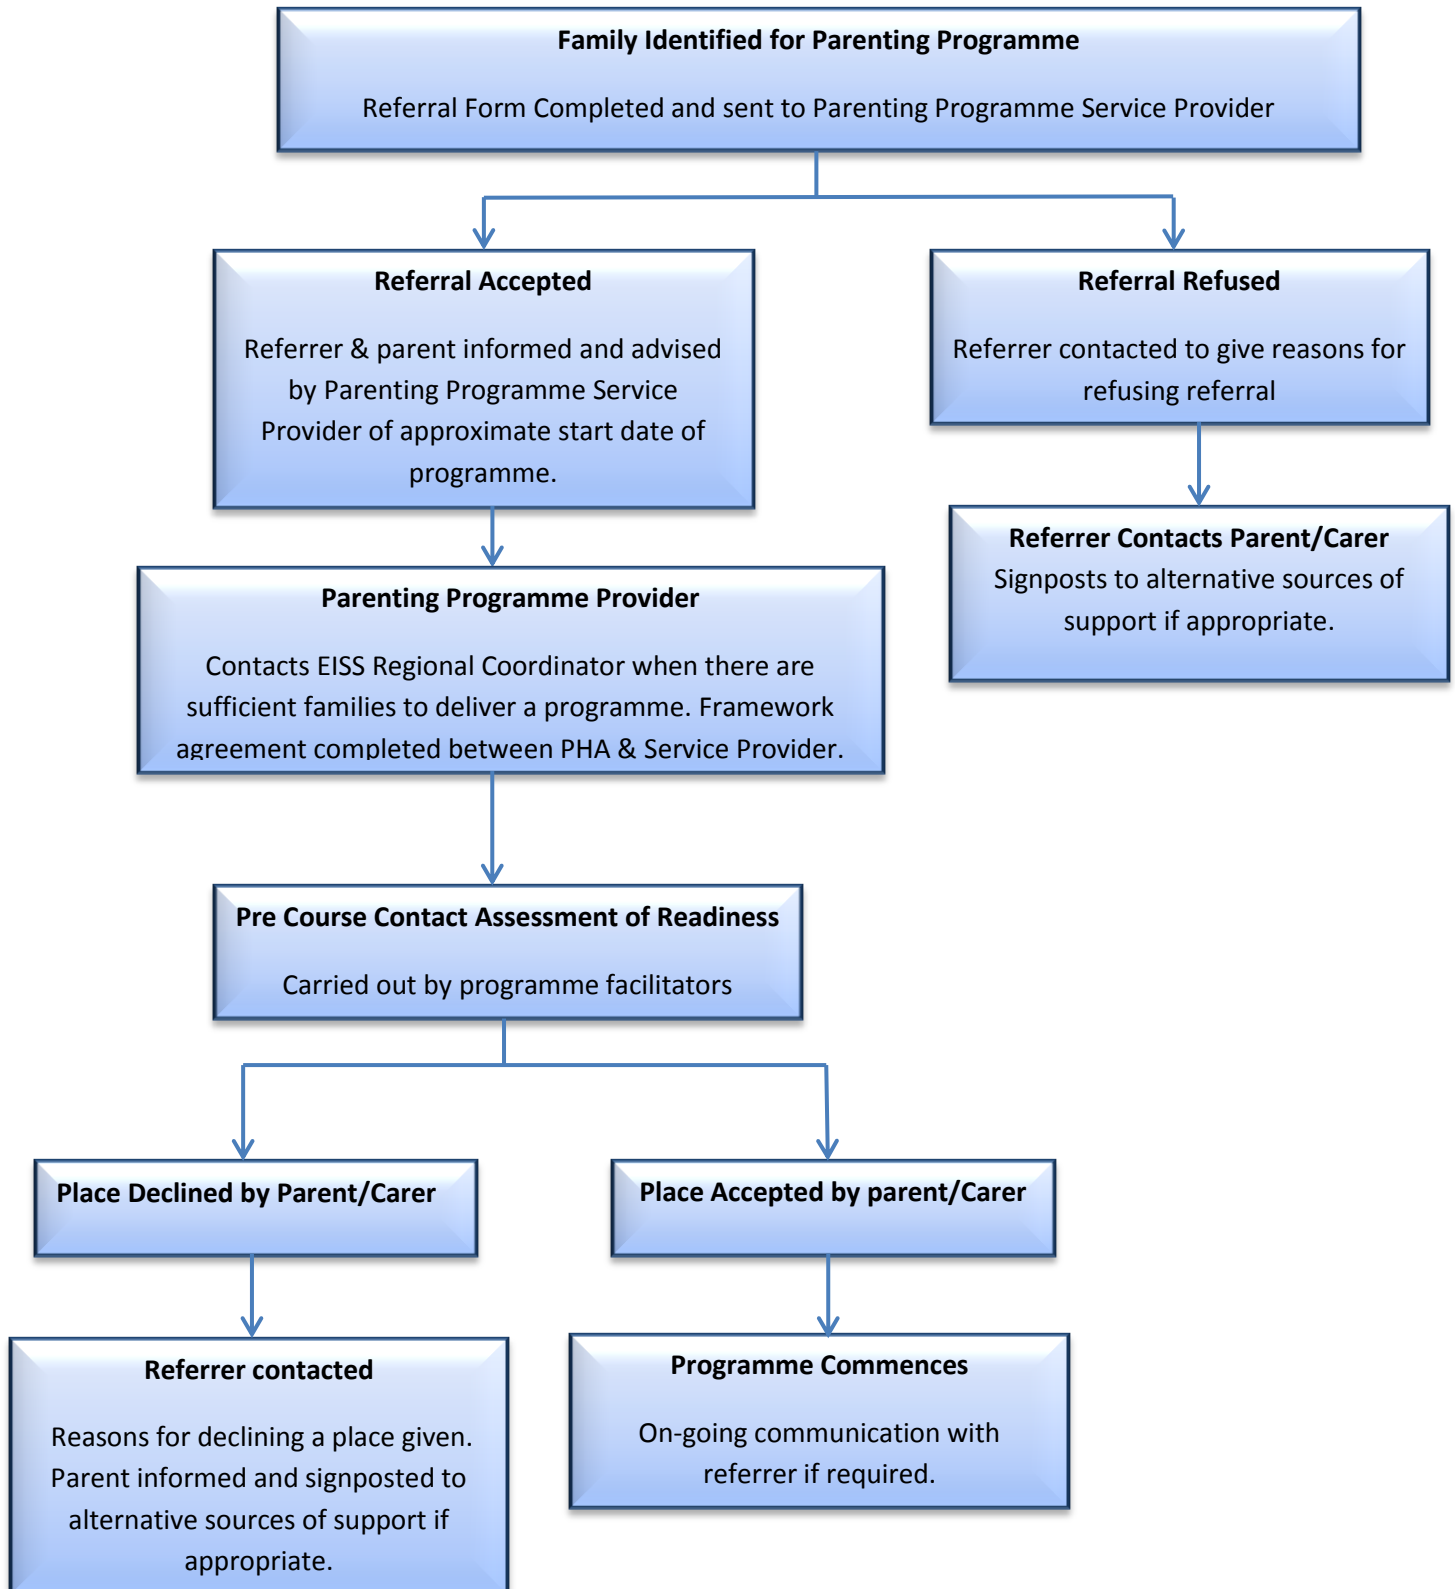 Family Identified for Parenting Programme
Referral Form Completed and sent to Parenting Programme Service Provider
Referral Accepted
Referrer & parent informed and advised
by Parenting Programme Service
Provider of approximate start date of
programme.
Referral Refused
Referrer contacted to give reasons for
refusing referral
Referrer Contacts Parent/Carer
Signposts to alternative sources of
support if appropriate.
Parenting Programme Provider
Contacts EISS Regional Coordinator when there are
sufficient families to deliver a programme. Framework
agreement completed between PHA & Service Provider.
Pre Course Contact Assessment of Readiness
Carried out by programme facilitators
Place Declined by Parent/Carer
Place Accepted by parent/Carer
Referrer contacted
Reasons for declining a place given.
Parent informed and signposted to
alternative sources of support if
appropriate.
Programme Commences
On-going communication with
referrer if required.